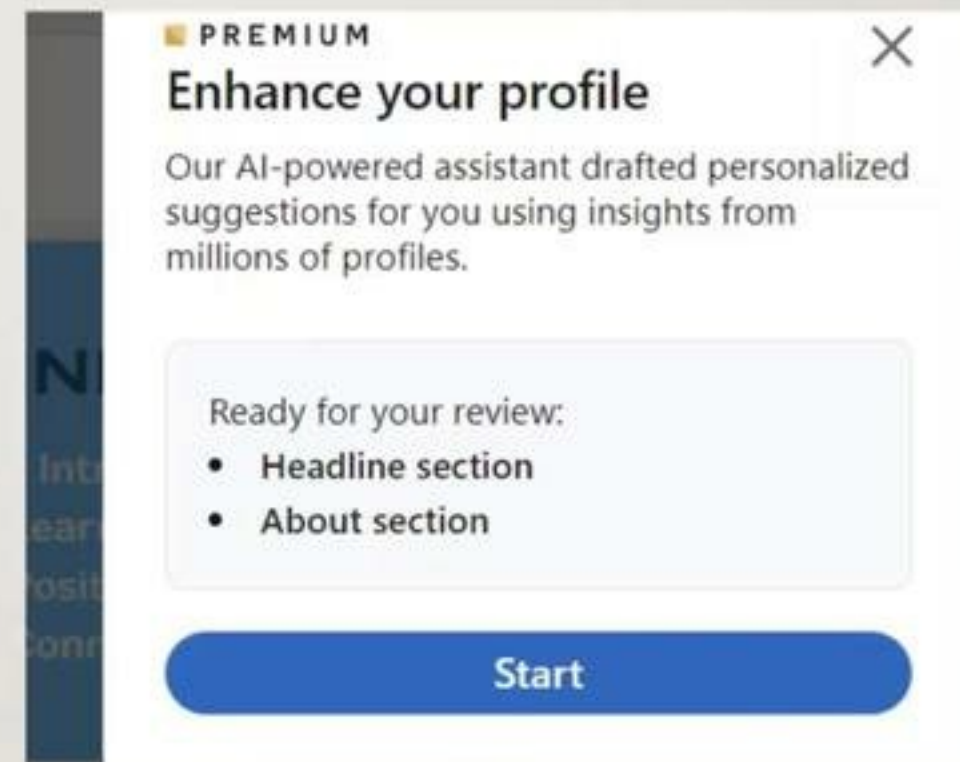 PREMIUM
Enhance your profile
Our AI-powered assistant drafted personalized
suggestions for you using insights from
millions of profiles.
Ready for your review:
• Headline section
• About section
Start